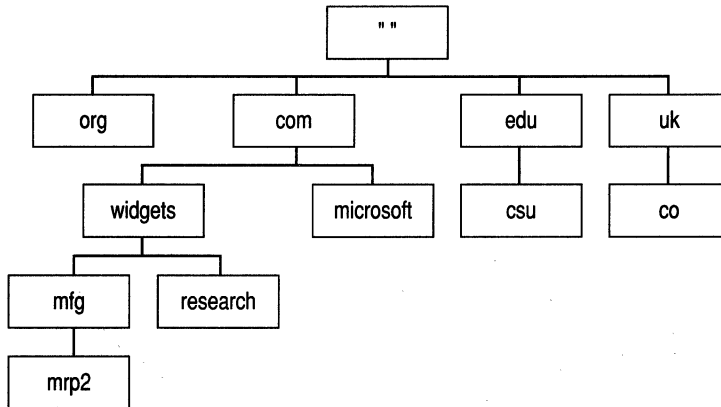 " "
org com edu uk
widgets microsoft csu co
mfg research
mrp2